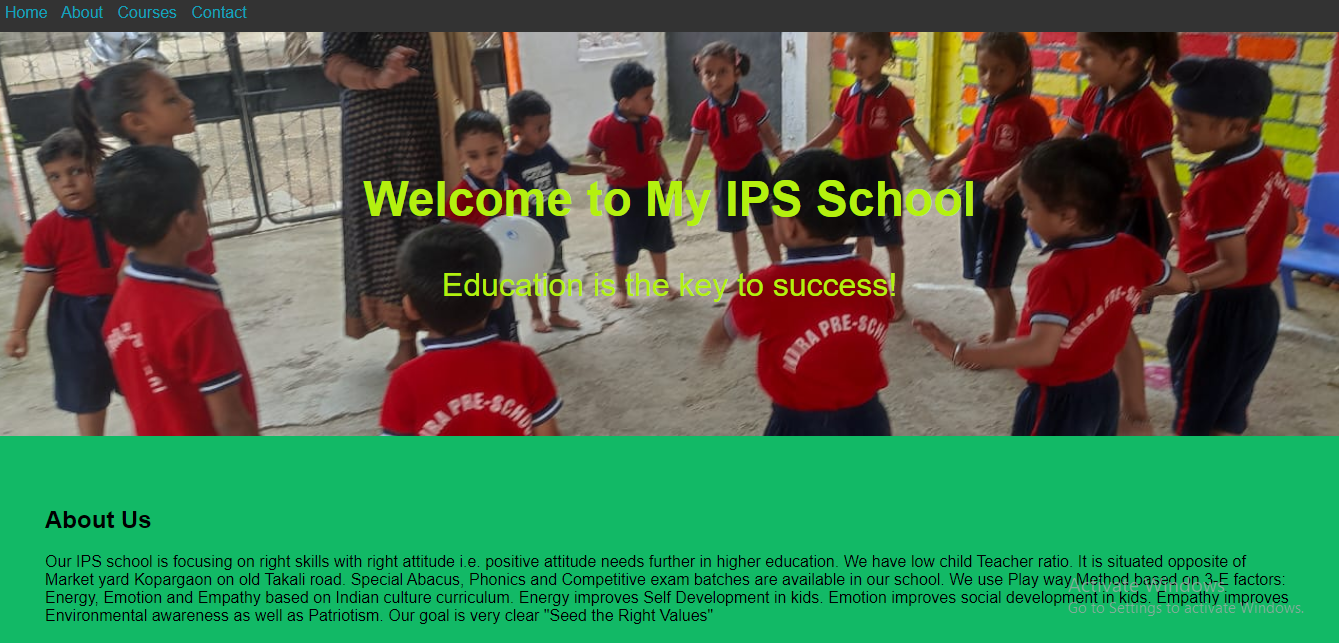 Home About Courses Contact
Welcome to My IPS School
Education is the key to success!
PRE-SCH
PRE-SCHO
About Us
Our IPS school is focusing on right skills with right attitude i.e. positive attitude needs further in higher education. We have low child Teacher ratio. It is situated opposite of
Market yard Kopargaon on old Takali road. Special Abacus, Phonics and Competitive exam batches are available in our school. We use Play way Method based on 3-E factors:
Energy, Emotion and Empathy based on Indian culture curriculum. Energy improves Self Development in kids. Emotion improves social development in kids. Empathy improves
Environmental awareness as well as Patriotism. Our goal is very clear "Seed the Right Values"
Activate Windows
Go to Settings to activate Windows.